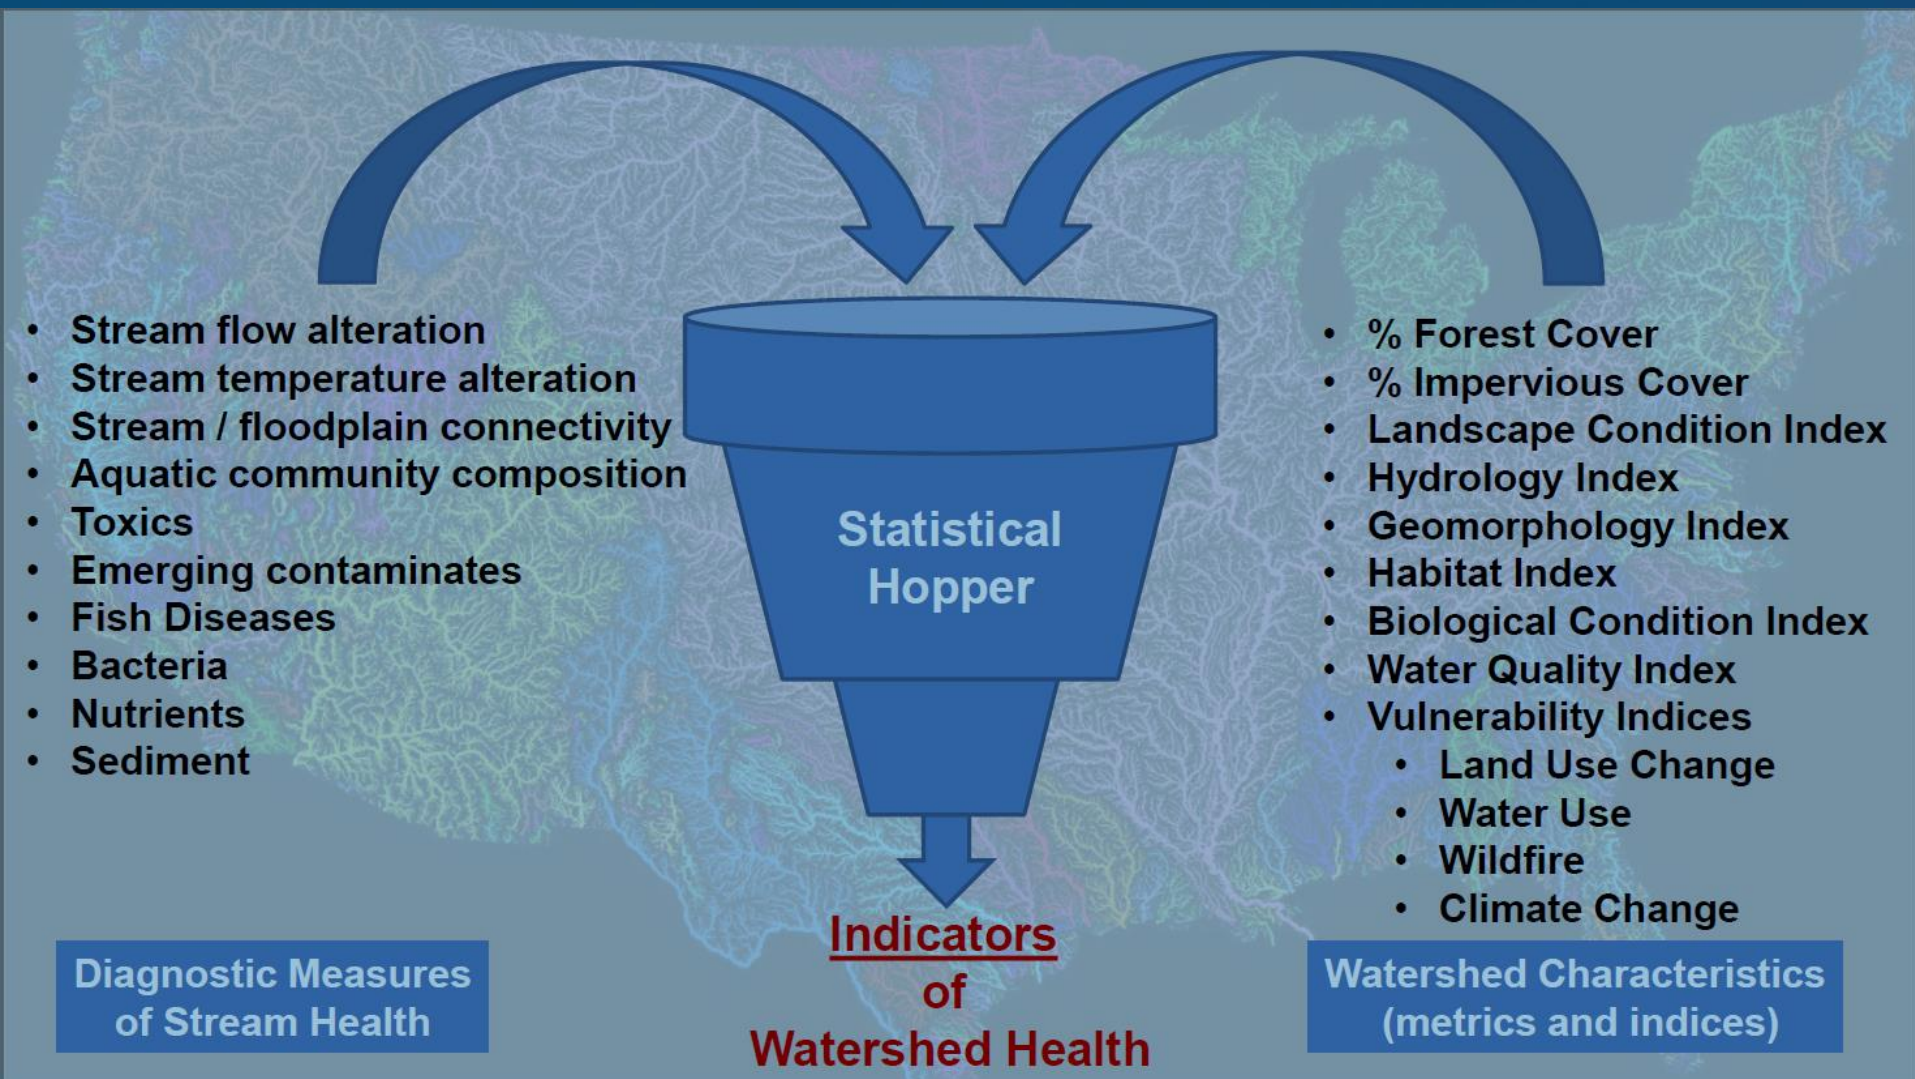 • Stream flow alteration
• Stream temperature alteration
• Stream / floodplain connectivity
• Aquatic community composition
• Toxics
• Emerging contaminates
• Fish Diseases
• Bacteria
• Nutrients
• Sediment
Diagnostic Measures
of Stream Health
Statistical
Hopper
Indicators
of
Watershed Health
• % Forest Cover
• % Impervious Cover
• Landscape Condition Index
• Hydrology Index
• Geomorphology Index
• Habitat Index
• Biological Condition Index
• Water Quality Index
• Vulnerability Indices
• Land Use Change
• Water Use
• Wildfire
• Climate Change
Watershed Characteristics
(metrics and indices)